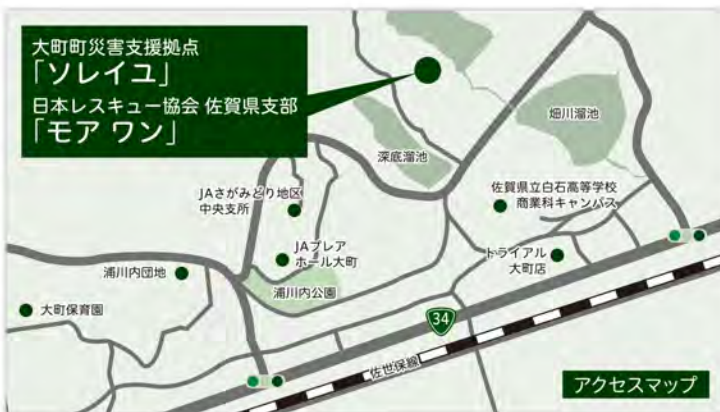 大町町災害支援拠点
「ソレイユ」
日本レスキュー協会 佐賀県支部
「モア ワン」
畑川溜池
深底溜池
JAさがみどり地区
中央支所
佐賀県立白石高等学校
商業科キャンパス
JAプレア
ホール大町
トライアル
大町店
浦川内団地
浦川内公園
大町保育園
34
佐世保線
アクセスマップ